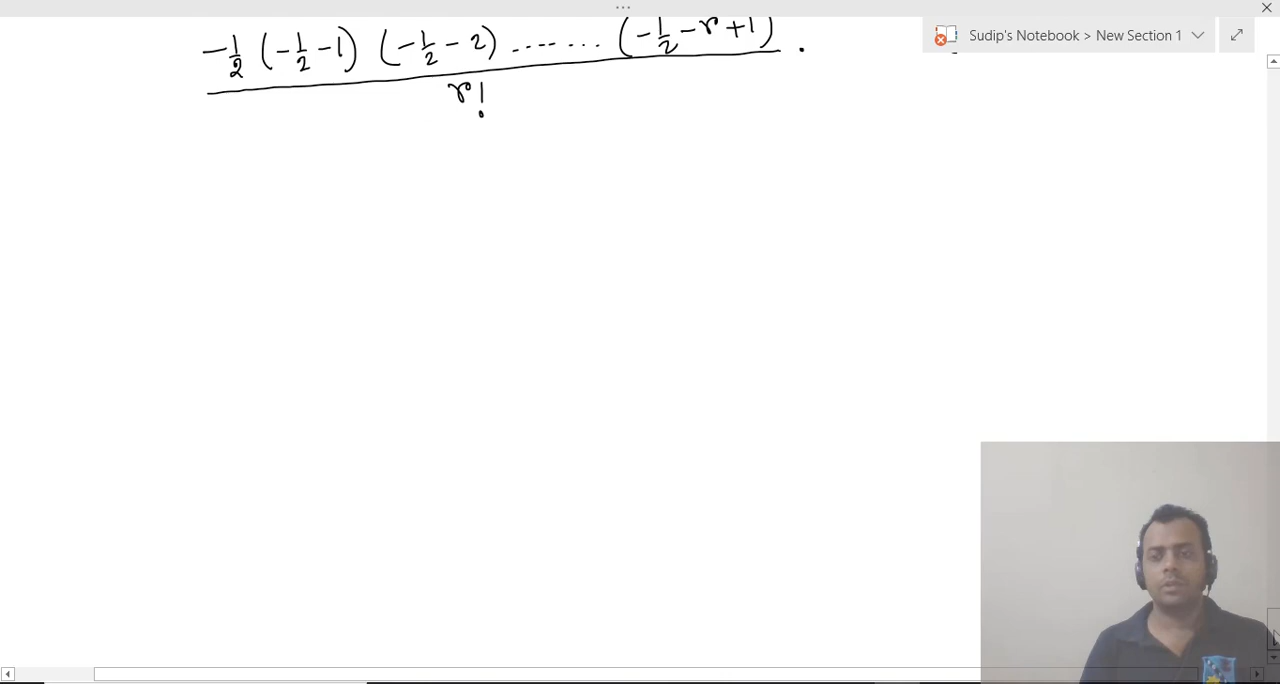 Sudip's Notebook > New Section 1
-1/2 (-1/2 -1) (-1/2 -2) ........ (-1/2 -r+1) .
r!